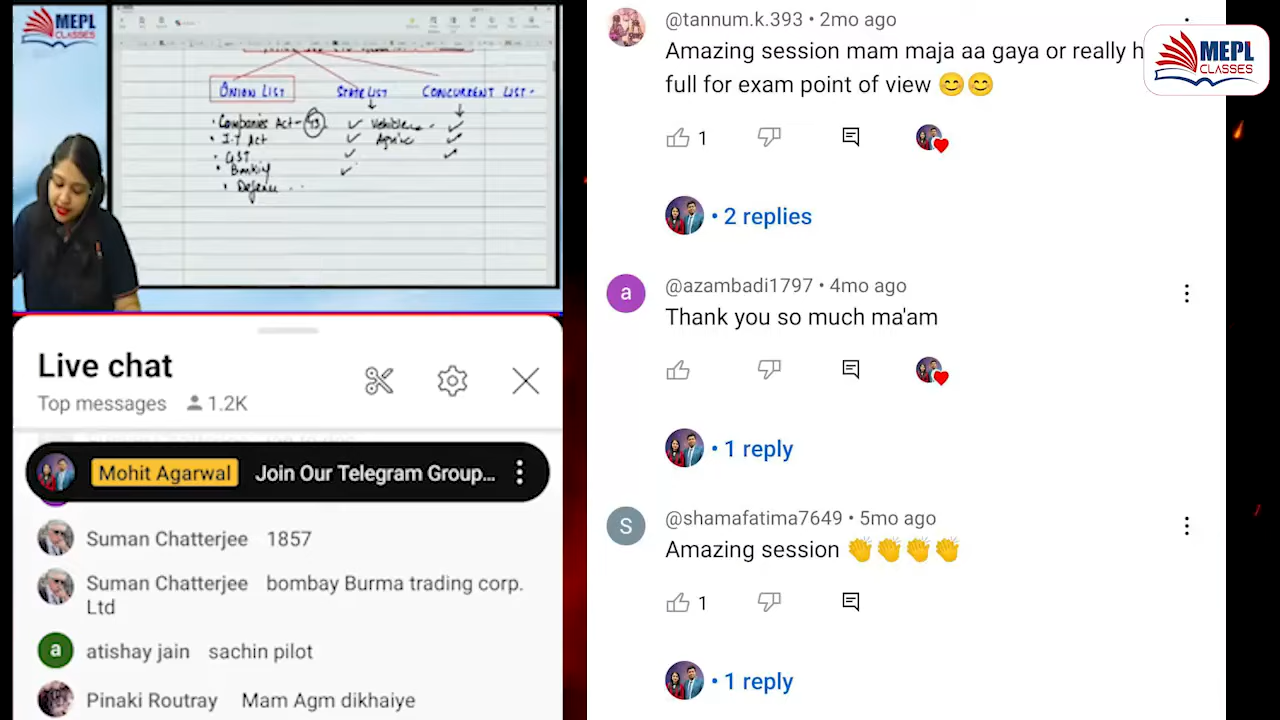 MEPL
CLASSES
UNION LIST
STATE LIST
CONCURRENT LIST
Companies Act - 13
Vehicle
I.T Act
GST
Banking
Defence
Live chat
Top messages 1.2K
Mohit Agarwal Join Our Telegram Group...
Suman Chatterjee 1857
Suman Chatterjee bombay Burma trading corp.
Ltd
atishay jain sachin pilot
Pinaki Routray Mam Agm dikhaiye
@tannum.k.393 • 2mo ago
Amazing session mam maja aa gaya or really h
full for exam point of view 😊😊
1
• 2 replies
a
@azambadi1797 • 4mo ago
Thank you so much ma'am
• 1 reply
S
@shamafatima7649 • 5mo ago
Amazing session 👏👏👏👏
1
• 1 reply
MEPL
CLASSES